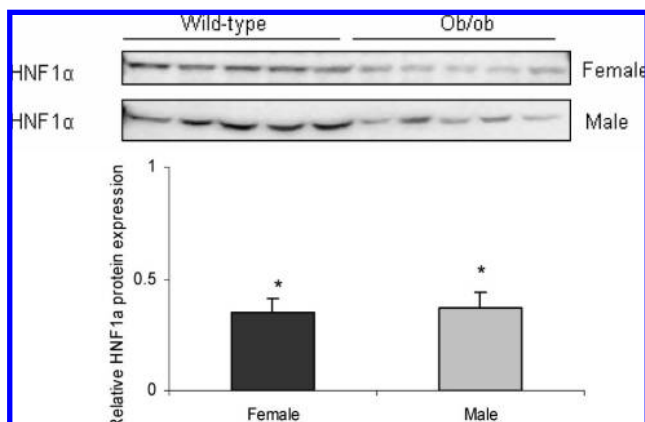 Wild-type Ob/ob
HNF1α Female
HNF1α Male
Relative HNF1a protein expression
1
0.5
* *
0
Female Male